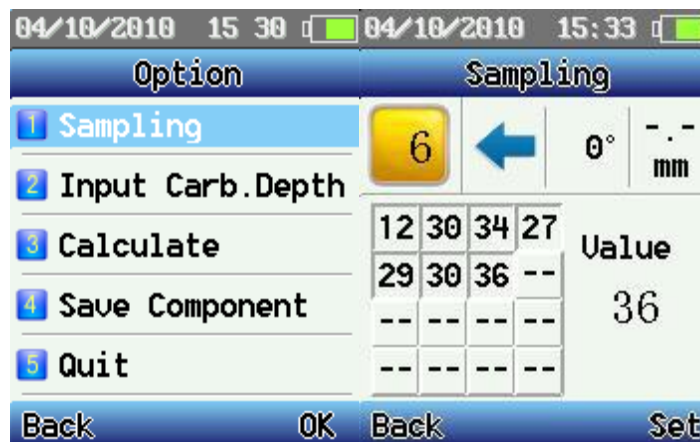 04/10/2010 15 30
Option
1 Sampling
2 Input Carb.Depth
3 Calculate
4 Save Component
5 Quit
Back OK
04/10/2010 15:33
Sampling
6 0° -.- mm
12 30 34 27
29 30 36 --
-- -- -- --
-- -- -- --
Value
36
Back Set